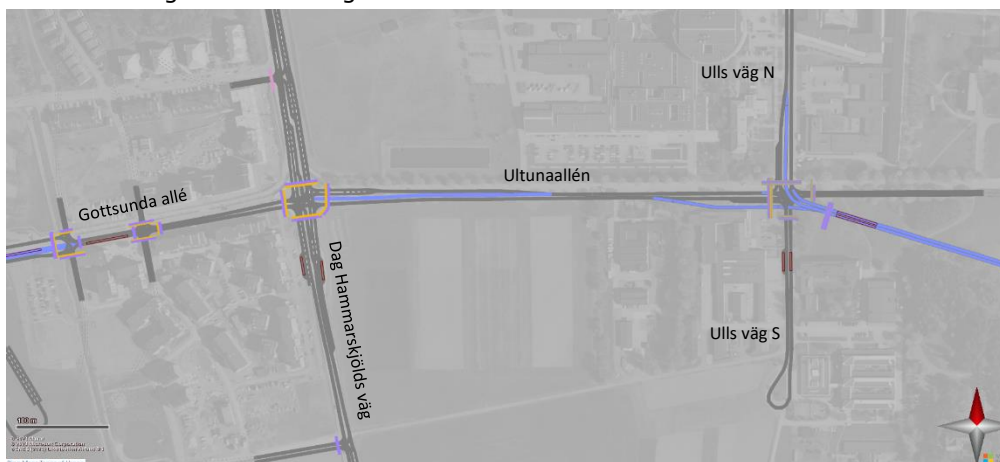 Ulls väg N
Ultunaallén
Gottsunda allé
Dag Hammarskjölds väg
Ulls väg S
100 m